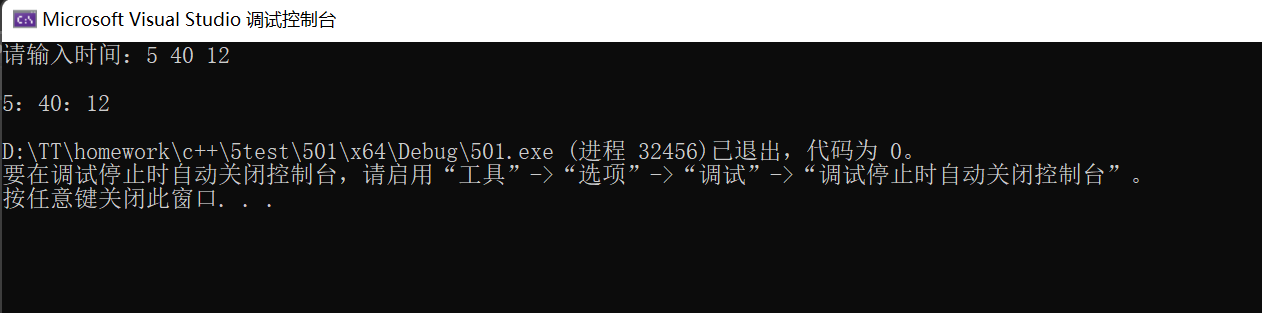 Microsoft Visual Studio 调试控制台
请输入时间：5 40 12
5：40：12
D:\TT\homework\c++\5test\501\x64\Debug\501.exe (进程 32456)已退出，代码为 0。
要在调试停止时自动关闭控制台，请启用“工具”->“选项”->“调试”->“调试停止时自动关闭控制台”。
按任意键关闭此窗口. . .